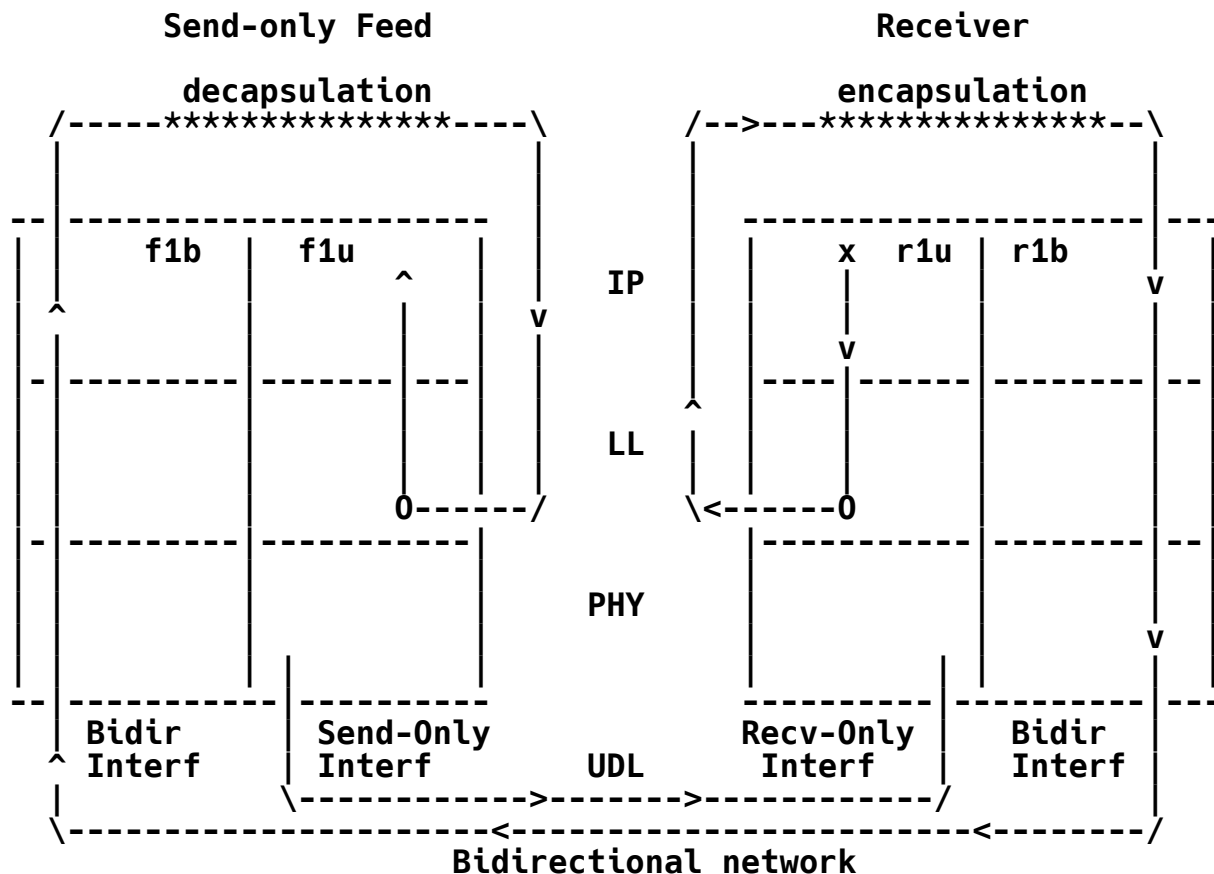 Send-only Feed Receiver
decapsulation encapsulation
/-----***************----\ /-->---***************--\
f1b | f1u | | x r1u | r1b
^ IP v
^ v
v
^
LL
O------/ \<------O
PHY
v
Bidir | Send-Only Recv-Only | Bidir
^ Interf | Interf UDL Interf | Interf
\------------>------->------------/
\----------------------<------------------------<--------/
Bidirectional network